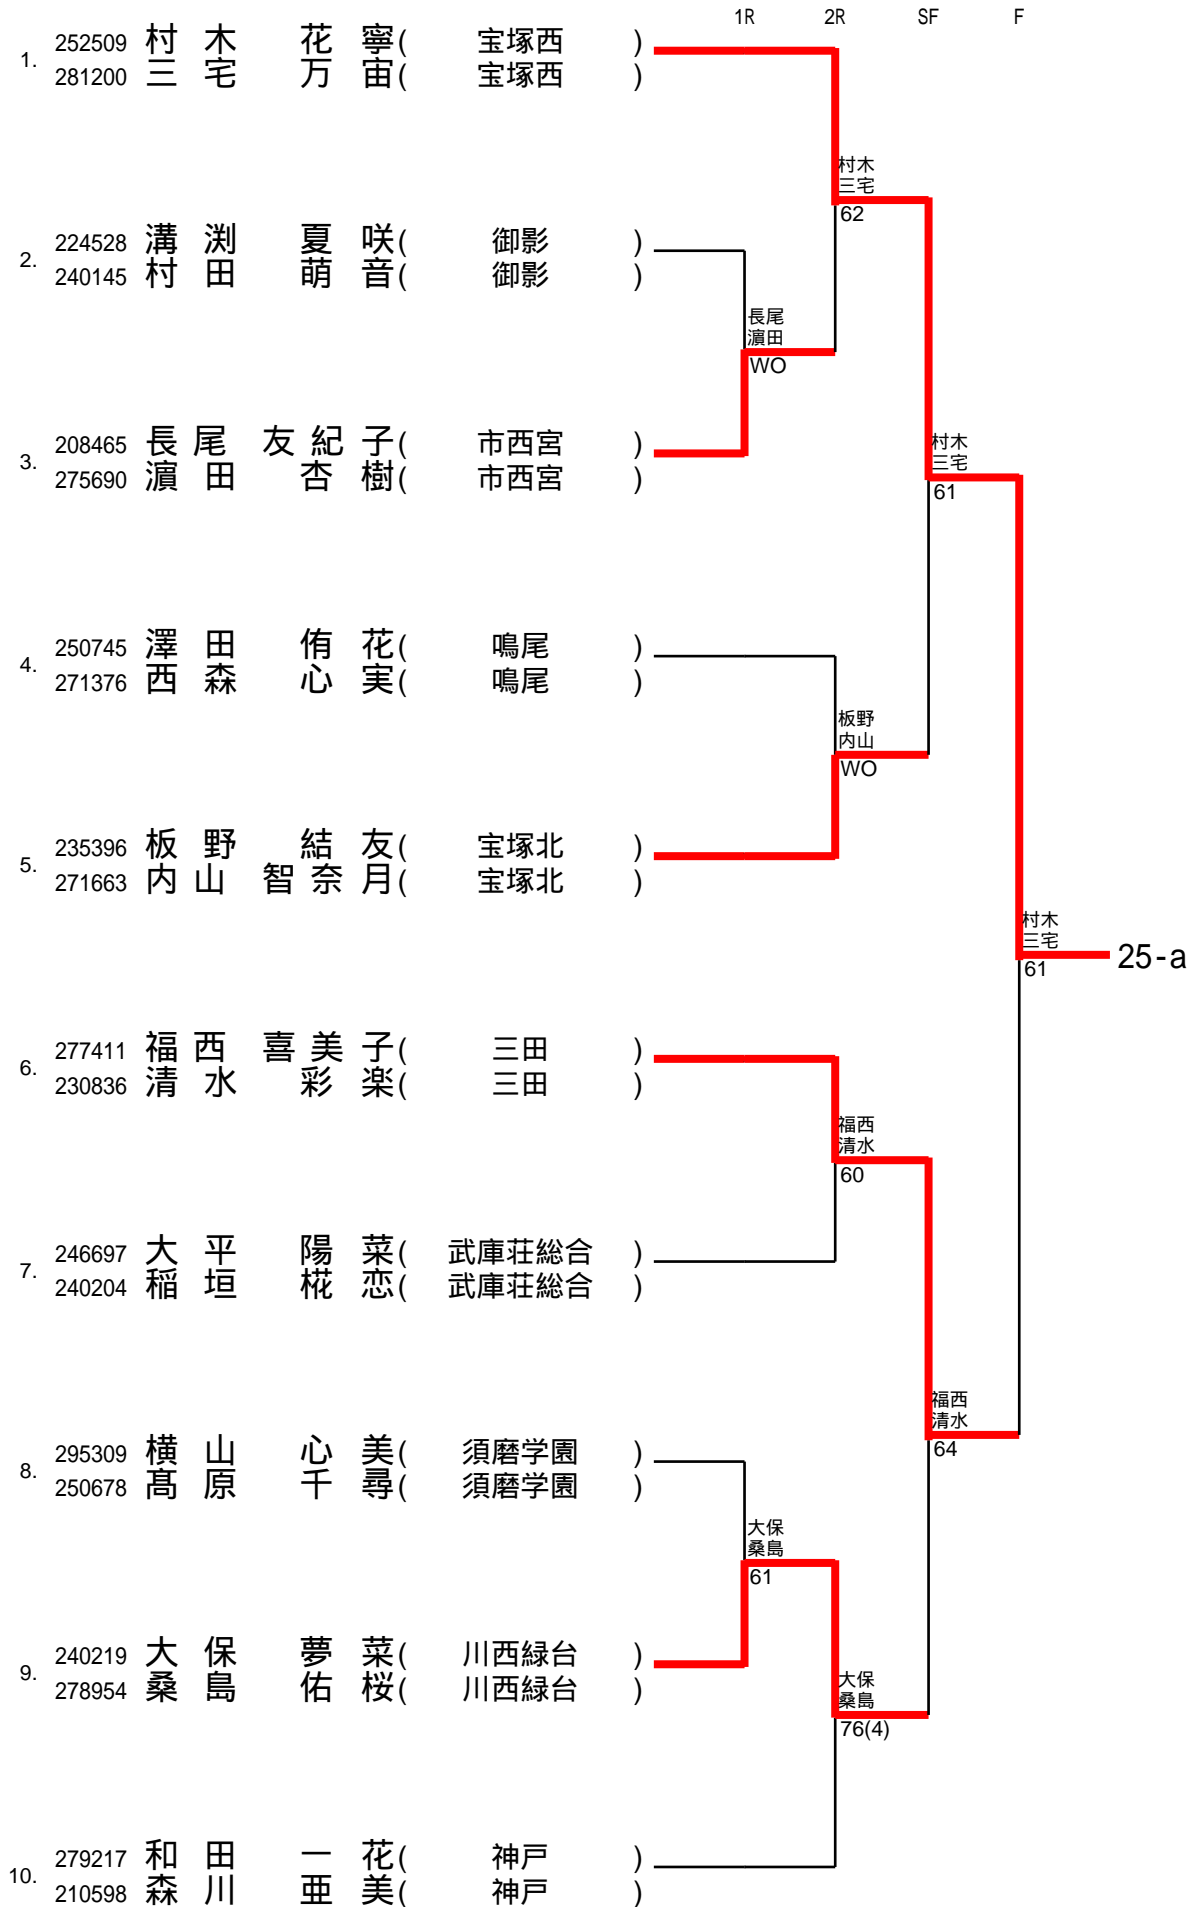 1R 2R SF F
1. 252509 村木 花寧( 宝塚西 )
281200 三宅 万宙( 宝塚西 )
村木
三宅
62
2. 224528 溝渕 夏咲( 御影 )
240145 村田 萌音( 御影 )
長尾
濵田
WO
3. 208465 長尾 友紀子( 市西宮 )
275690 濵田 杏樹( 市西宮 )
村木
三宅
61
4. 250745 澤田 侑花( 鳴尾 )
271376 西森 心実( 鳴尾 )
板野
内山
WO
5. 235396 板野 結友( 宝塚北 )
271663 内山 智奈月( 宝塚北 )
村木
三宅
61
25-a
6. 277411 福西 喜美子( 三田 )
230836 清水 彩楽( 三田 )
福西
清水
60
7. 246697 大平 陽菜( 武庫荘総合 )
240204 稲垣 椛恋( 武庫荘総合 )
福西
清水
64
8. 295309 横山 心美( 須磨学園 )
250678 髙原 千尋( 須磨学園 )
大保
桑島
61
9. 240219 大保 夢菜( 川西緑台 )
278954 桑島 佑桜( 川西緑台 )
大保
桑島
76(4)
10. 279217 和田 一花( 神戸 )
210598 森川 亜美( 神戸 )